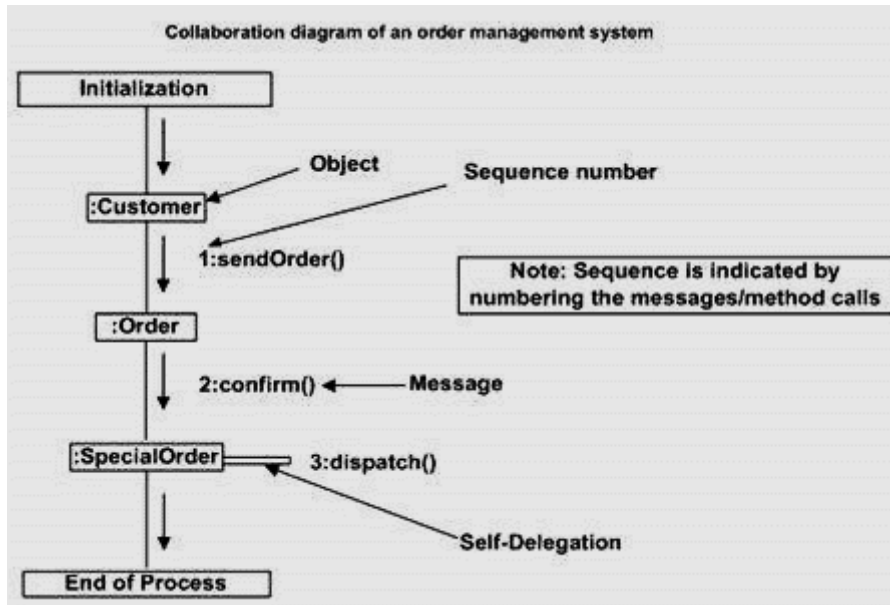 Collaboration diagram of an order management system
Initialization
Object
Sequence number
:Customer
1:sendOrder()
Note: Sequence is indicated by
numbering the messages/method calls
:Order
2:confirm()
Message
:SpecialOrder
3:dispatch()
Self-Delegation
End of Process